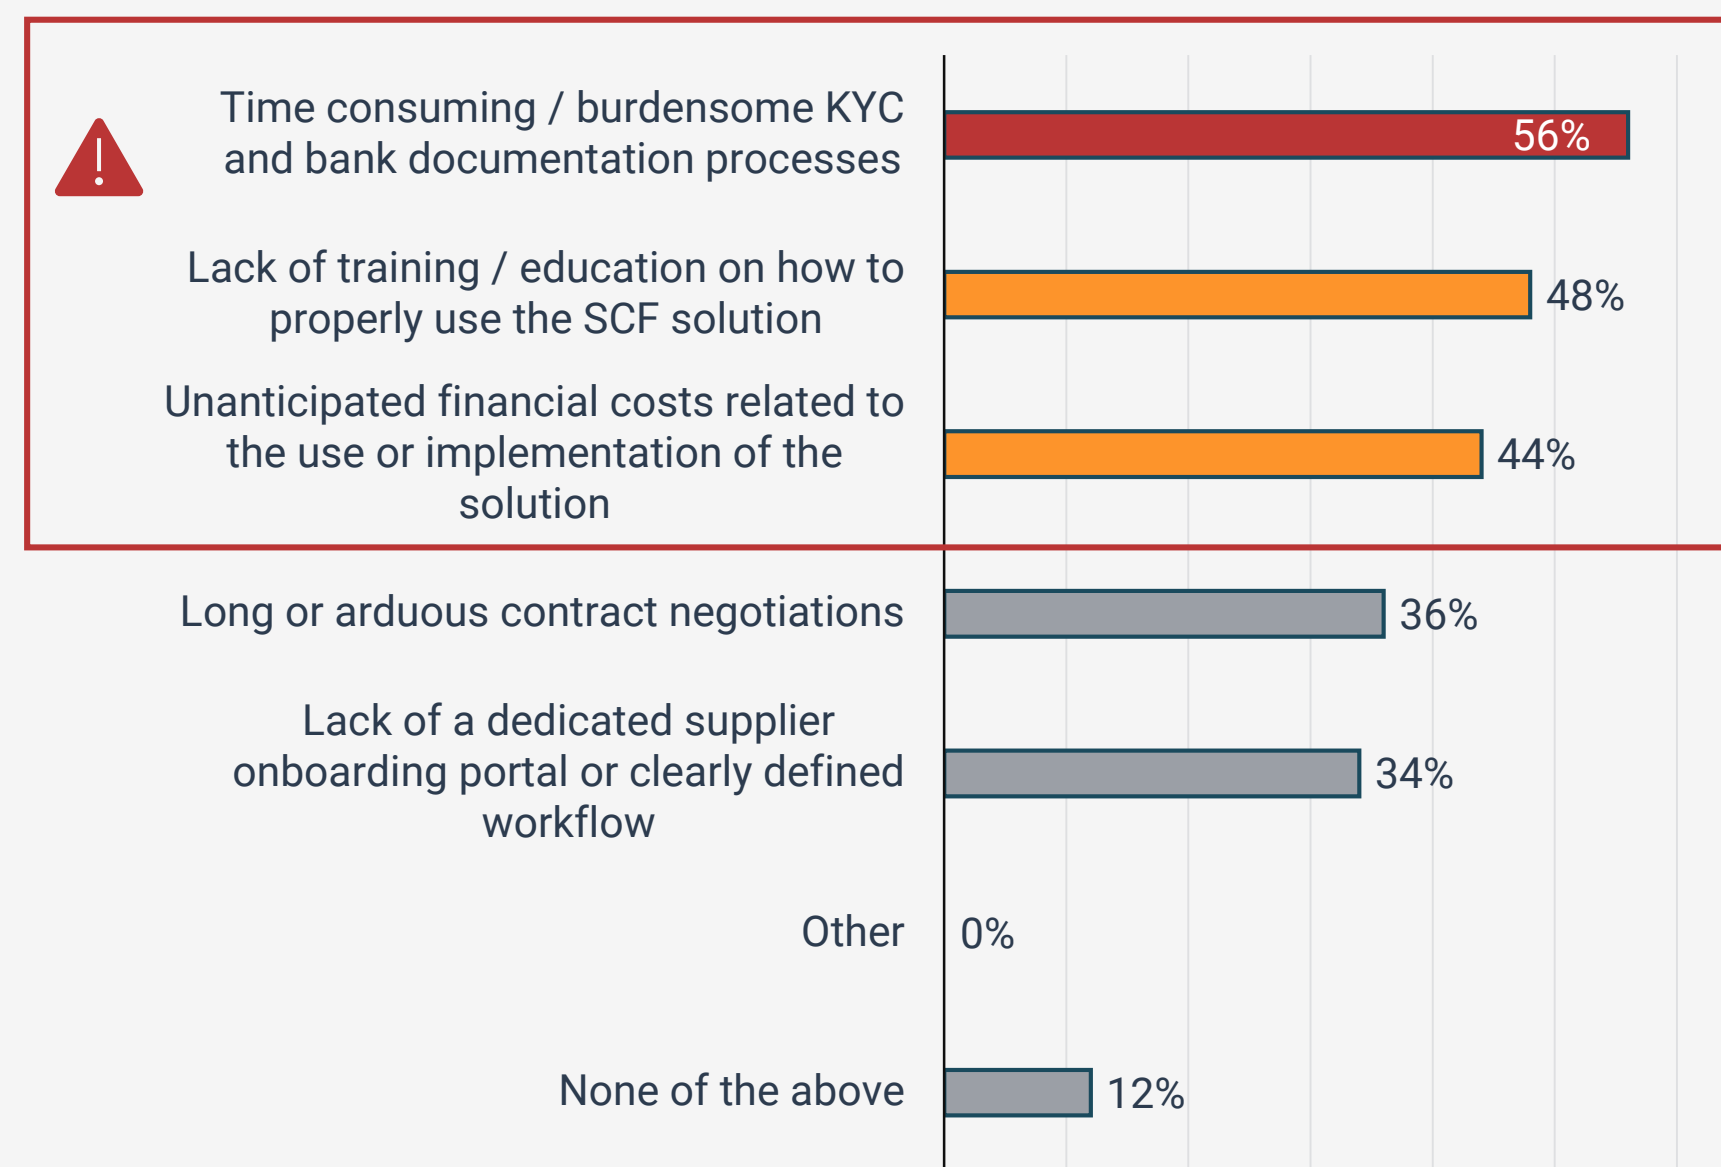 Time consuming / burdensome KYC
and bank documentation processes
56%
Lack of training / education on how to
properly use the SCF solution
48%
Unanticipated financial costs related to
the use or implementation of the
solution
44%
Long or arduous contract negotiations
36%
Lack of a dedicated supplier
onboarding portal or clearly defined
workflow
34%
Other
0%
None of the above
12%